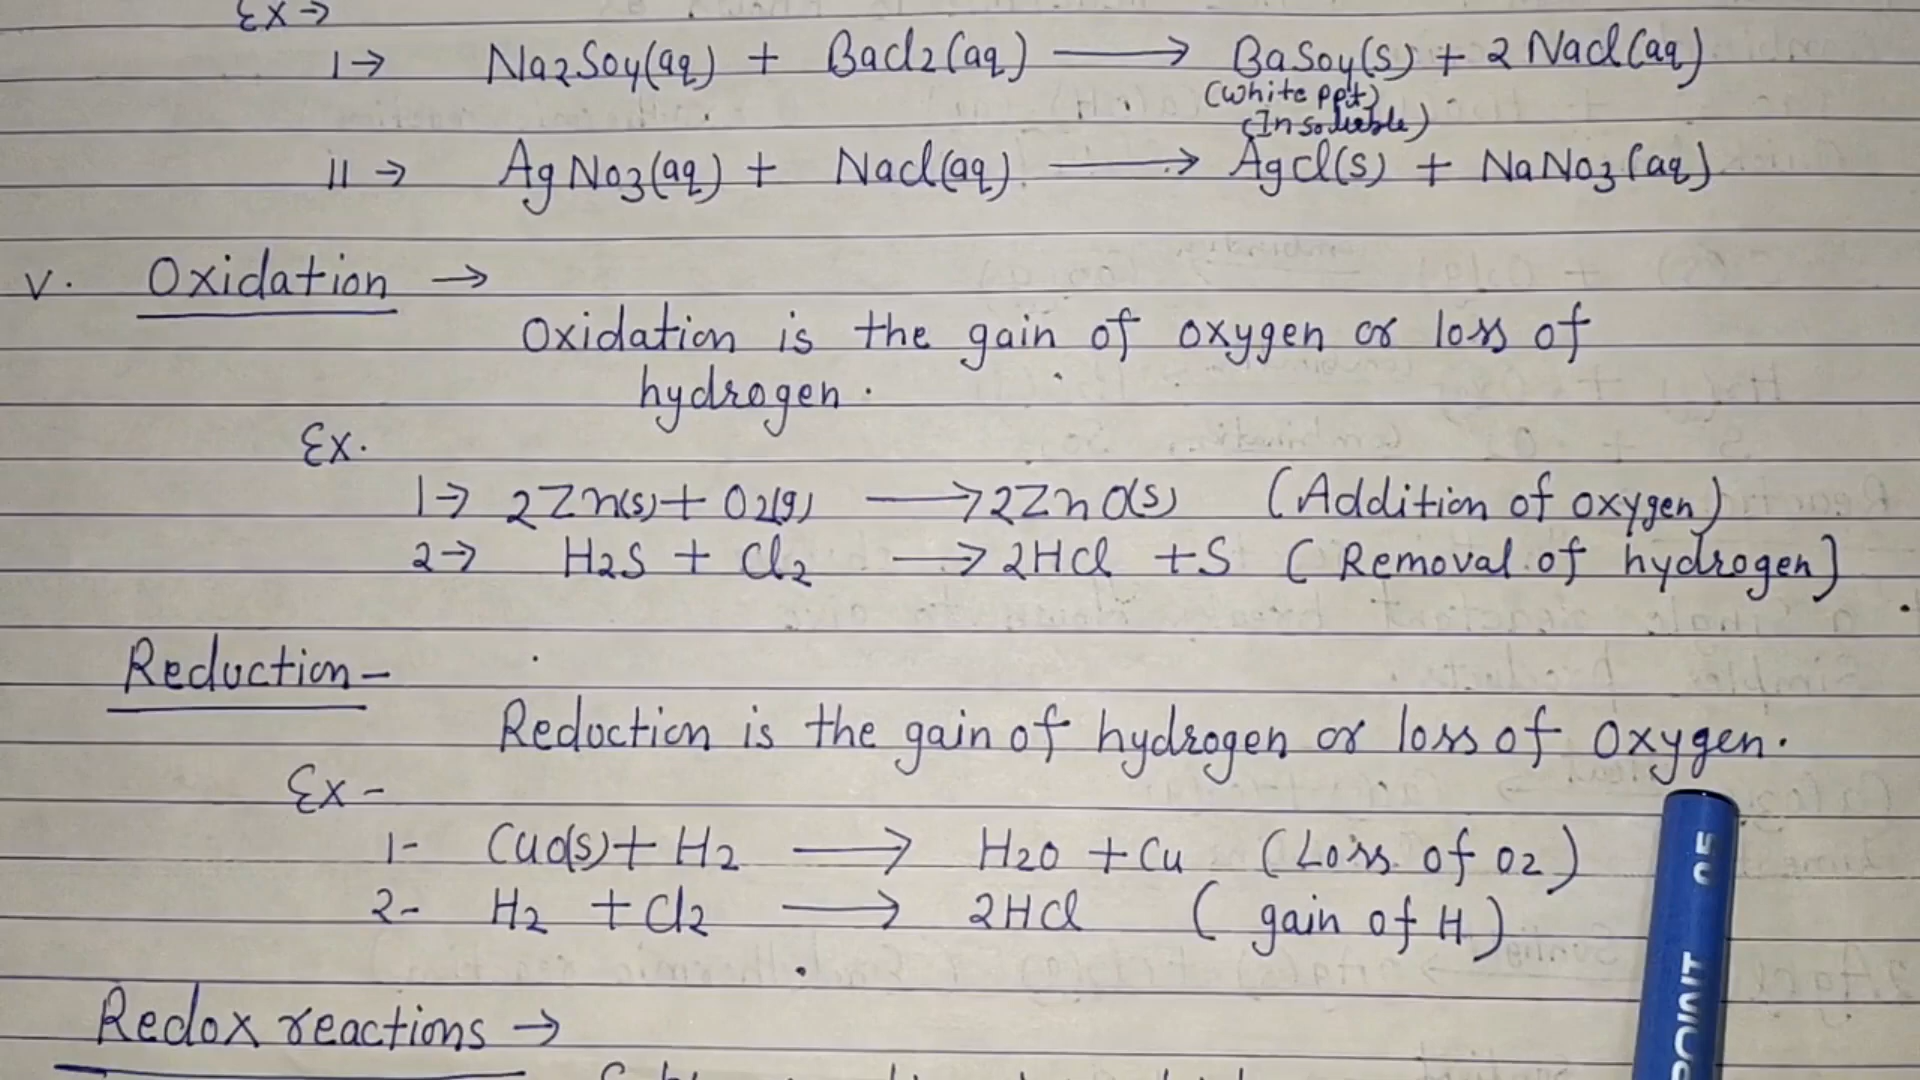 Ex →
1→ Na2So4(aq) + Bacl2(aq) ⟶ BaSo4(s) + 2 Nacl(aq)
(White ppt)
(Insoluable)
11→ AgNo3(aq) + Nacl(aq) ⟶ Agcl(s) + NaNo3(aq)
V. Oxidation →
Oxidation is the gain of oxygen or loss of
hydrogen.
Ex.
1→ 2Zn(s) + O2(g) ⟶ 2ZnO(s) (Addition of oxygen)
2→ H2S + Cl2 ⟶ 2HCl + S (Removal of hydrogen)
Reduction -
Reduction is the gain of hydrogen or loss of oxygen.
Ex -
1- CuO(s) + H2 ⟶ H2O + Cu (Loss of O2)
2- H2 + Cl2 ⟶ 2HCl (gain of H)
Redox reactions →
POINT 05